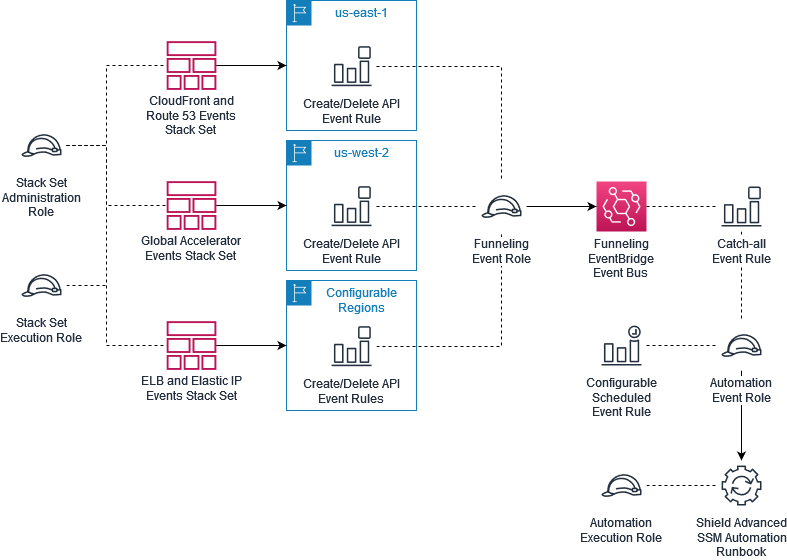 us-east-1
Create/Delete API
Event Rule
CloudFront and
Route 53 Events
Stack Set
Stack Set
Administration
Role
us-west-2
Create/Delete API
Event Rule
Global Accelerator
Events Stack Set
Funneling
Event Role
Funneling
EventBridge
Event Bus
Catch-all
Event Rule
Stack Set
Execution Role
Configurable
Regions
Create/Delete API
Event Rules
ELB and Elastic IP
Events Stack Set
Configurable
Scheduled
Event Rule
Automation
Event Role
Automation
Execution Role
Shield Advanced
SSM Automation
Runbook